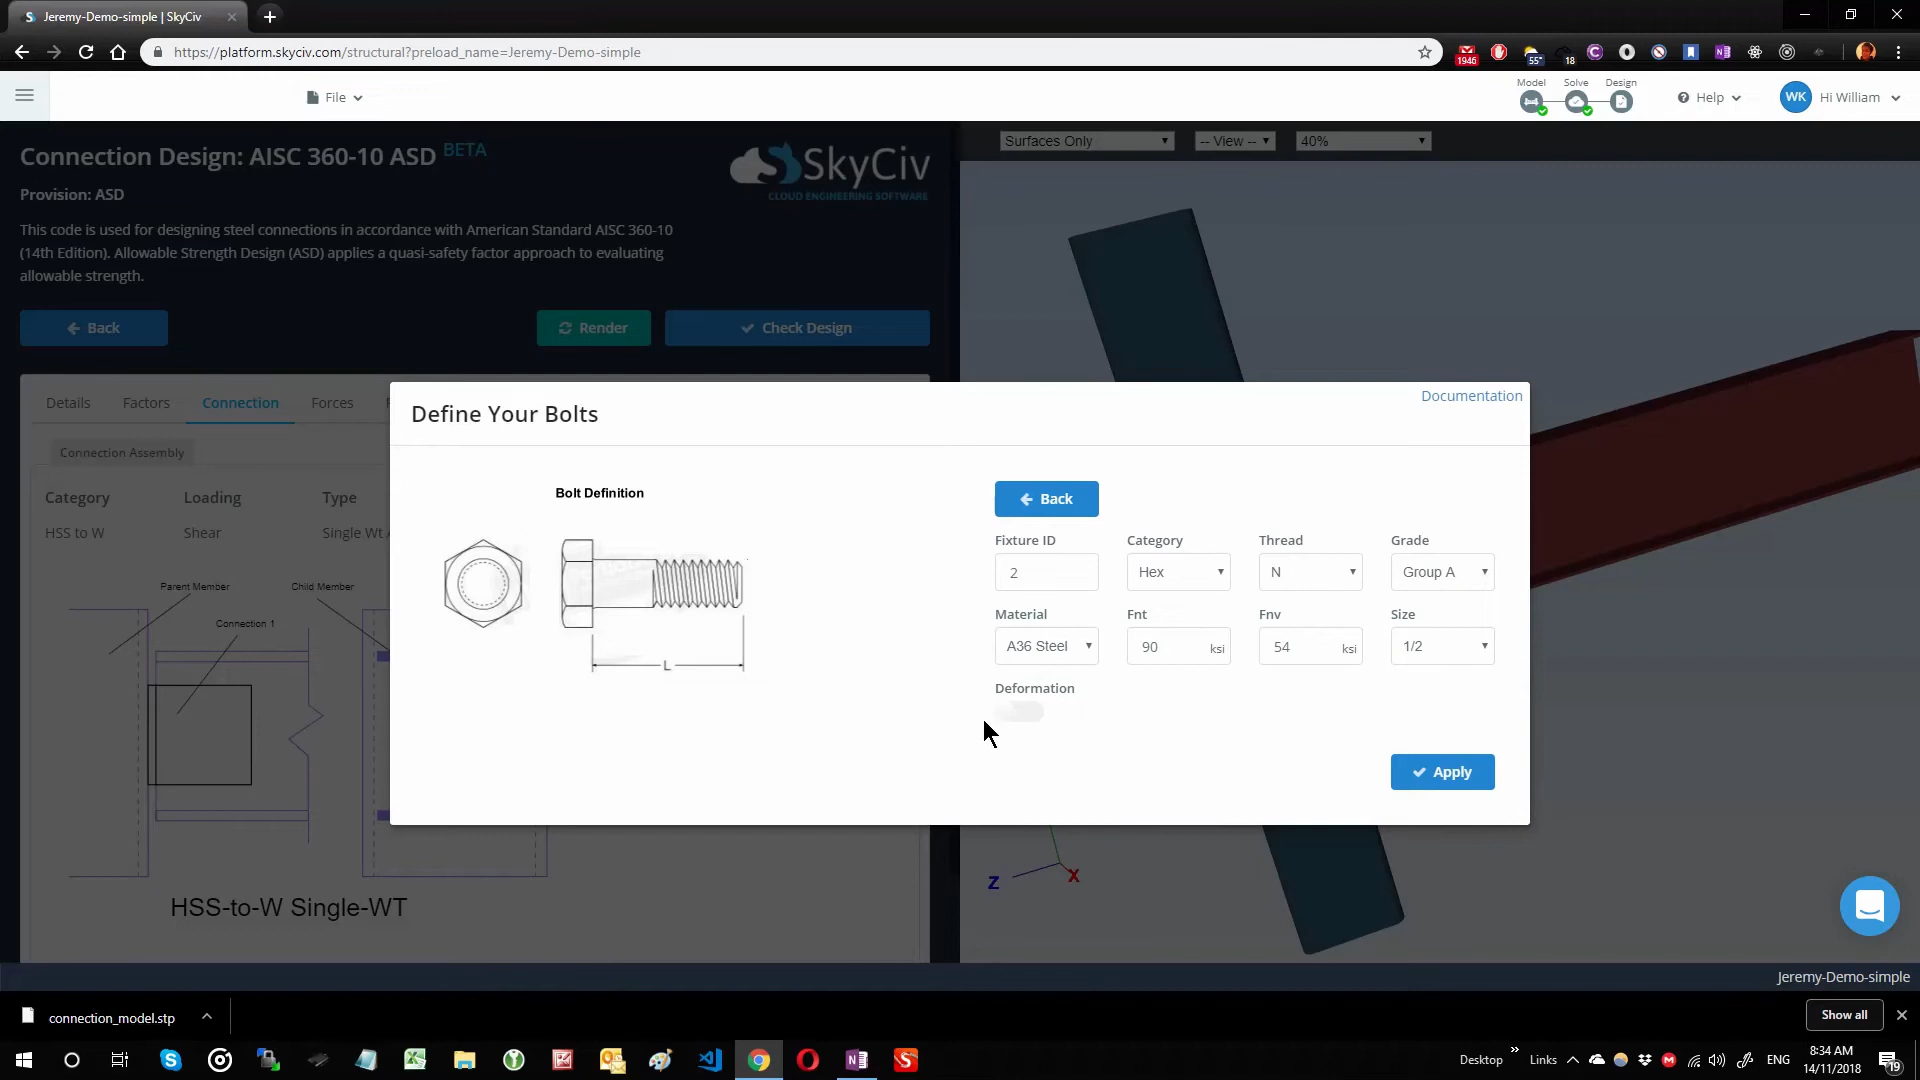 Jeremy-Demo-simple | SkyCiv
https://platform.skyciv.com/structural?preload_name=Jeremy-Demo-simple
1946
55°
18
File
Model
Solve
Design
Help
WK
Hi William
Connection Design: AISC 360-10 ASD BETA
SkyCiv
CLOUD ENGINEERING SOFTWARE
Provision: ASD
This code is used for designing steel connections in accordance with American Standard AISC 360-10
(14th Edition). Allowable Strength Design (ASD) applies a quasi-safety factor approach to evaluating
allowable strength.
Back
Render
Check Design
Surfaces Only
-- View --
40%
Details
Factors
Connection
Forces
Connection Assembly
Category
Loading
Type
HSS to W
Shear
Single Wt
Parent Member
Child Member
Connection 1
HSS-to-W Single-WT
Define Your Bolts
Documentation
Bolt Definition
L
Back
Fixture ID
Category
Thread
Grade
2
Hex
N
Group A
Material
Fnt
Fnv
Size
A36 Steel
90 ksi
54 ksi
1/2
Deformation
Apply
Z
X
Jeremy-Demo-simple
connection_model.stp
Show all
Desktop
Links
ENG
8:34 AM
14/11/2018
19